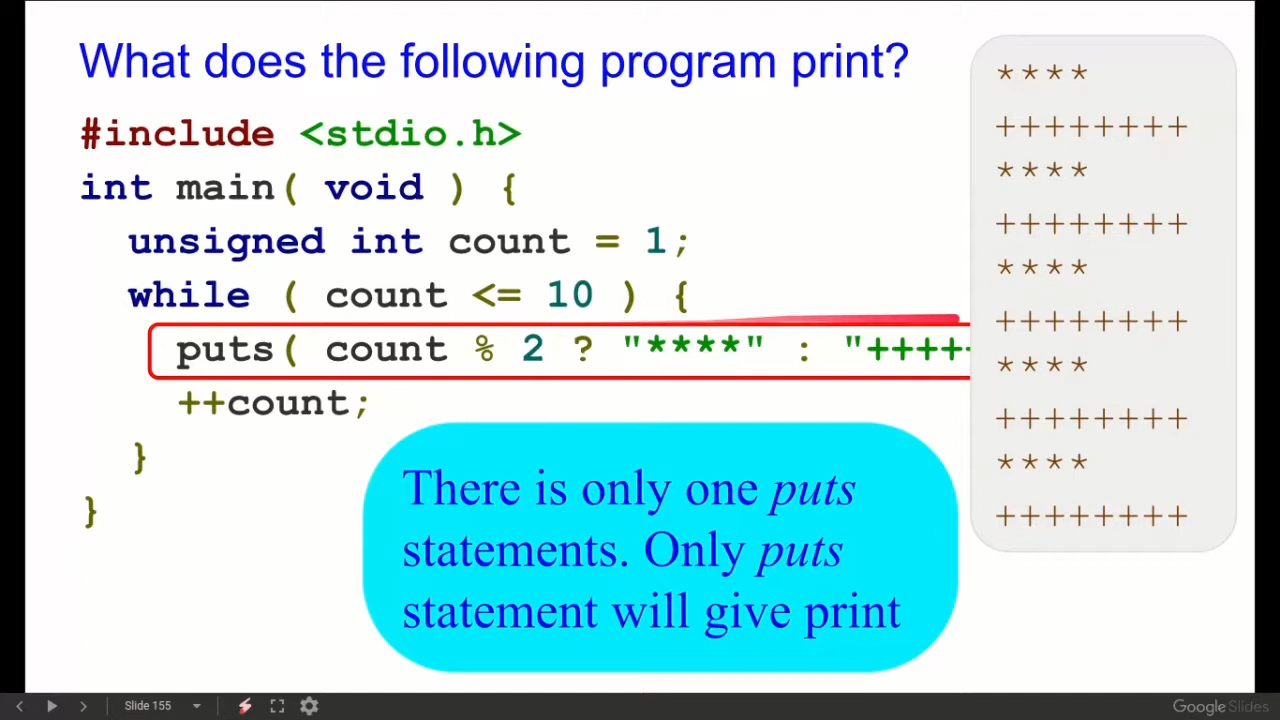 What does the following program print?
#include <stdio.h>
int main( void ) {
unsigned int count = 1;
while ( count <= 10 ) {
puts( count % 2 ? "****" : "++++
++count;
}
}
There is only one puts
statements. Only puts
statement will give print
****
++++++++
****
++++++++
****
++++++++
****
++++++++
****
++++++++
Slide 155
Google Slides